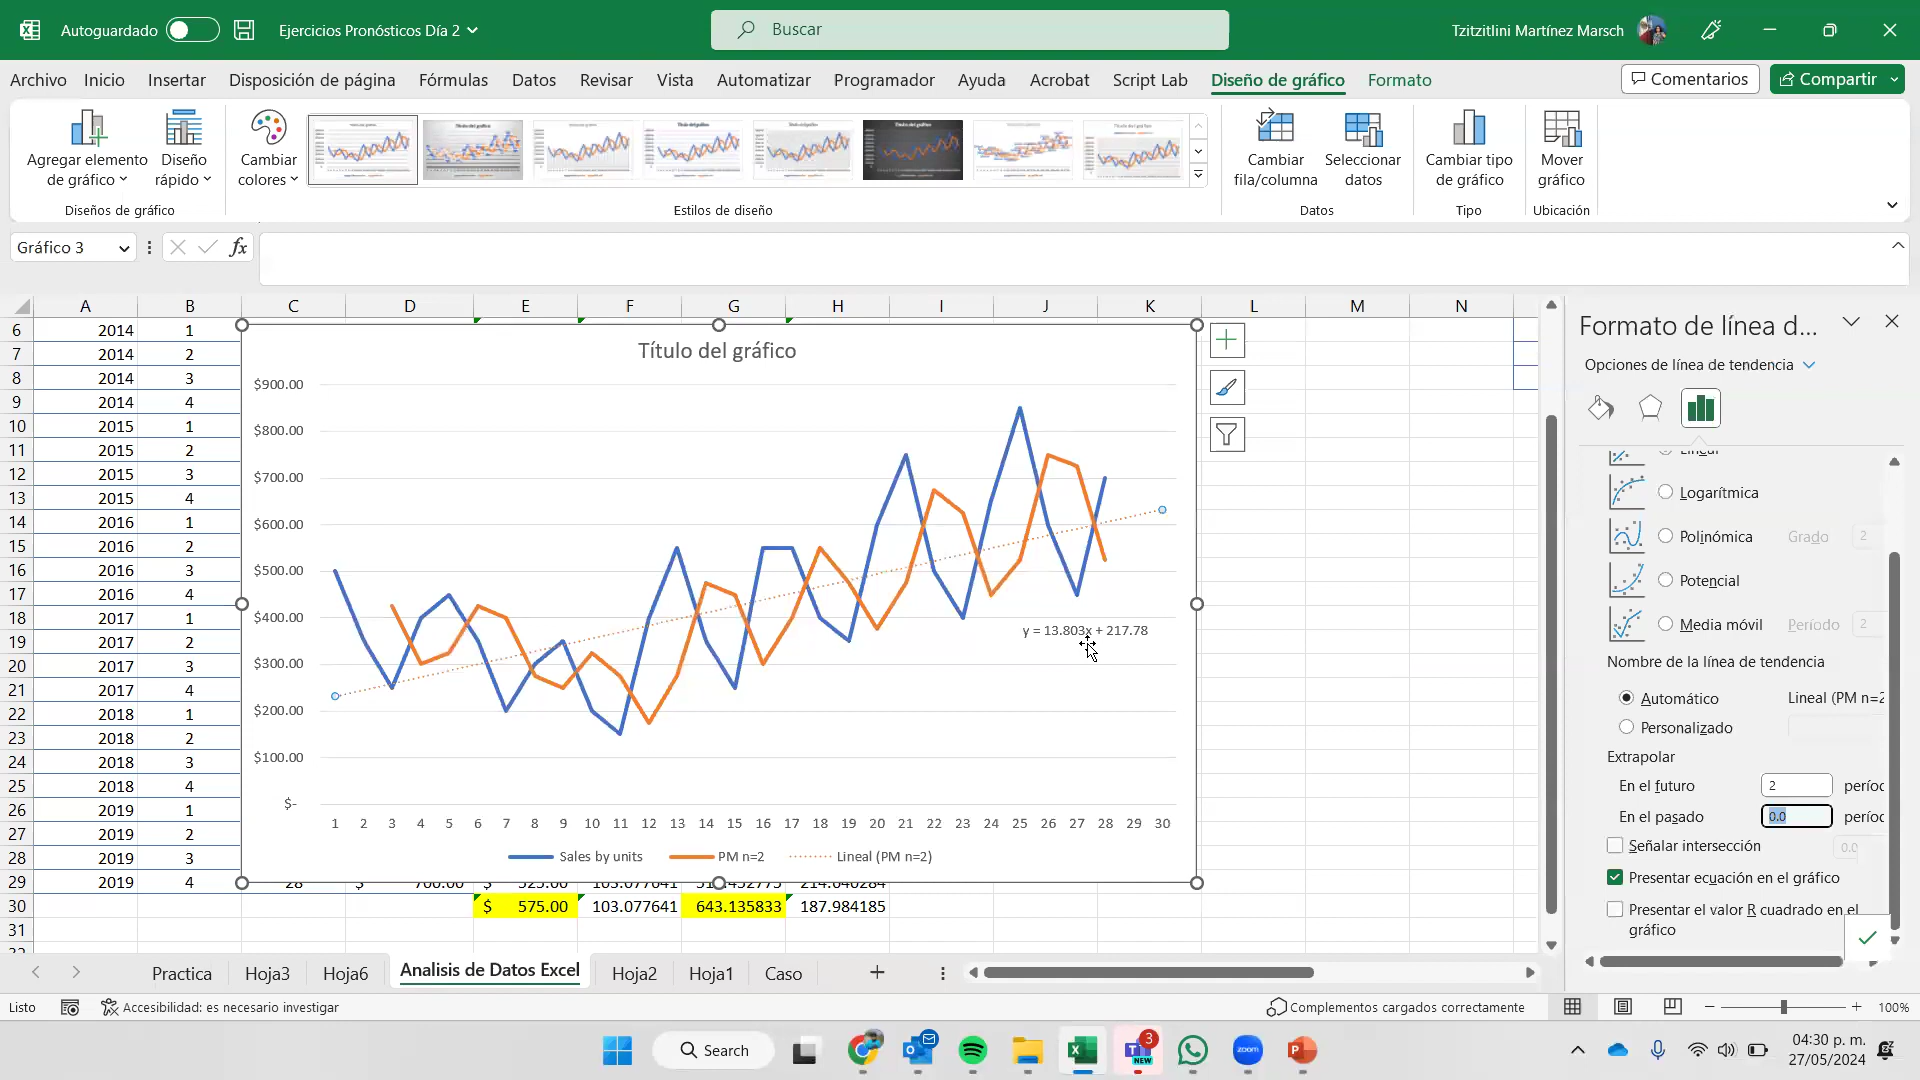 Autoguardado
Ejercicios Pronósticos Día 2
Buscar
Tzitzitlini Martínez Marsch
Archivo Inicio Insertar Disposición de página Fórmulas Datos Revisar Vista Automatizar Programador Ayuda Acrobat Script Lab Diseño de gráfico Formato
Comentarios
Compartir
Agregar elemento de gráfico
Diseño rápido
Cambiar colores
Cambiar fila/columna
Seleccionar datos
Cambiar tipo de gráfico
Mover gráfico
Diseños de gráfico
Estilos de diseño
Datos
Tipo
Ubicación
Gráfico 3
fx
A B C D E F G H I J K L M N
6 2014 1
7 2014 2
8 2014 3
9 2014 4
10 2015 1
11 2015 2
12 2015 3
13 2015 4
14 2016 1
15 2016 2
16 2016 3
17 2016 4
18 2017 1
19 2017 2
20 2017 3
21 2017 4
22 2018 1
23 2018 2
24 2018 3
25 2018 4
26 2019 1
27 2019 2
28 2019 3
29 2019 4
30 $ 575.00 103.077641 643.135833 187.984185
31
Título del gráfico
$900.00
$800.00
$700.00
$600.00
$500.00
$400.00
$300.00
$200.00
$100.00
$-
y = 13.803x + 217.78
1 2 3 4 5 6 7 8 9 10 11 12 13 14 15 16 17 18 19 20 21 22 23 24 25 26 27 28 29 30
Sales by units PM n=2 Lineal (PM n=2)
Formato de línea d...
Opciones de línea de tendencia
Logarítmica
Polinómica Grado 2
Potencial
Media móvil Período 2
Nombre de la línea de tendencia
Automático Lineal (PM n=2
Personalizado
Extrapolar
En el futuro 2
En el pasado 0.0
Señalar intersección 0.0
Presentar ecuación en el gráfico
Presentar el valor R cuadrado en el
gráfico
Practica Hoja3 Hoja6 Analisis de Datos Excel Hoja2 Hoja1 Caso
Listo
Accesibilidad: es necesario investigar
Complementos cargados correctamente
100%
Search
zoom
3
NEW
04:30 p. m.
27/05/2024